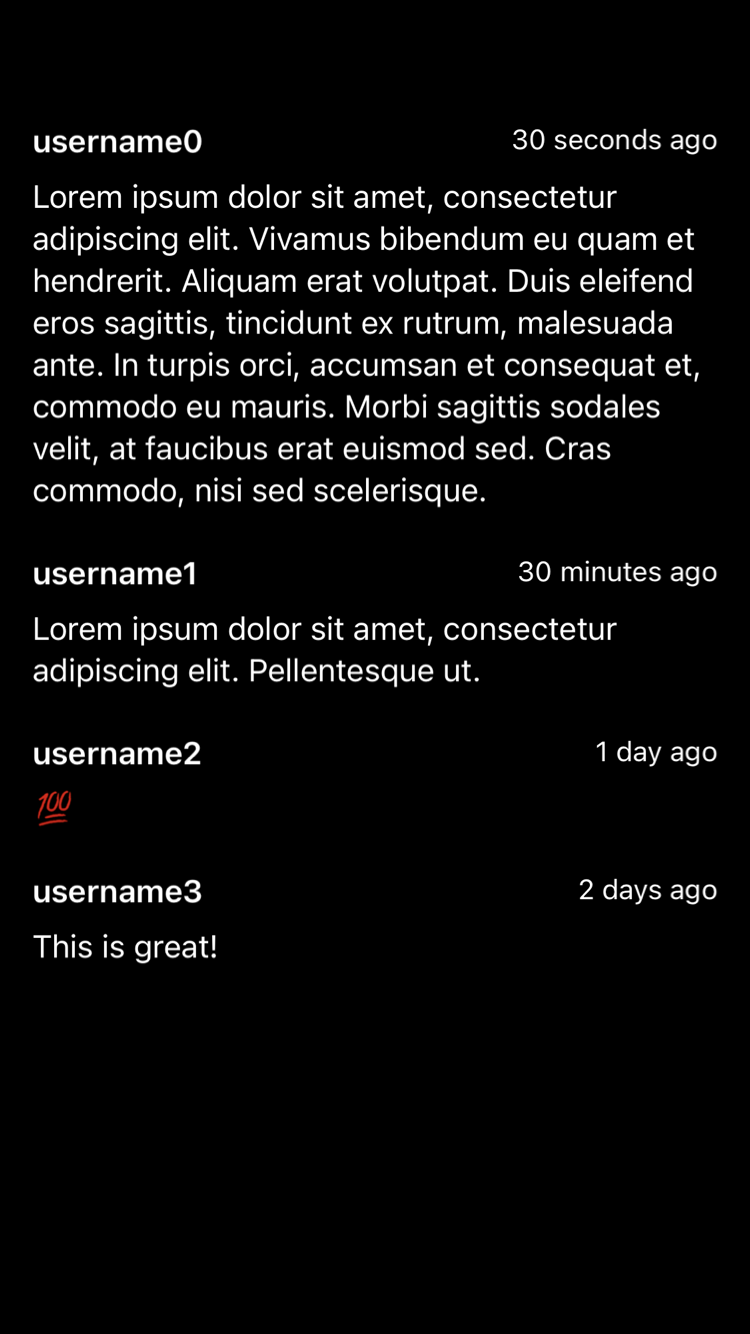 username0 30 seconds ago
Lorem ipsum dolor sit amet, consectetur
adipiscing elit. Vivamus bibendum eu quam et
hendrerit. Aliquam erat volutpat. Duis eleifend
eros sagittis, tincidunt ex rutrum, malesuada
ante. In turpis orci, accumsan et consequat et,
commodo eu mauris. Morbi sagittis sodales
velit, at faucibus erat euismod sed. Cras
commodo, nisi sed scelerisque.
username1 30 minutes ago
Lorem ipsum dolor sit amet, consectetur
adipiscing elit. Pellentesque ut.
username2 1 day ago
💯
username3 2 days ago
This is great!